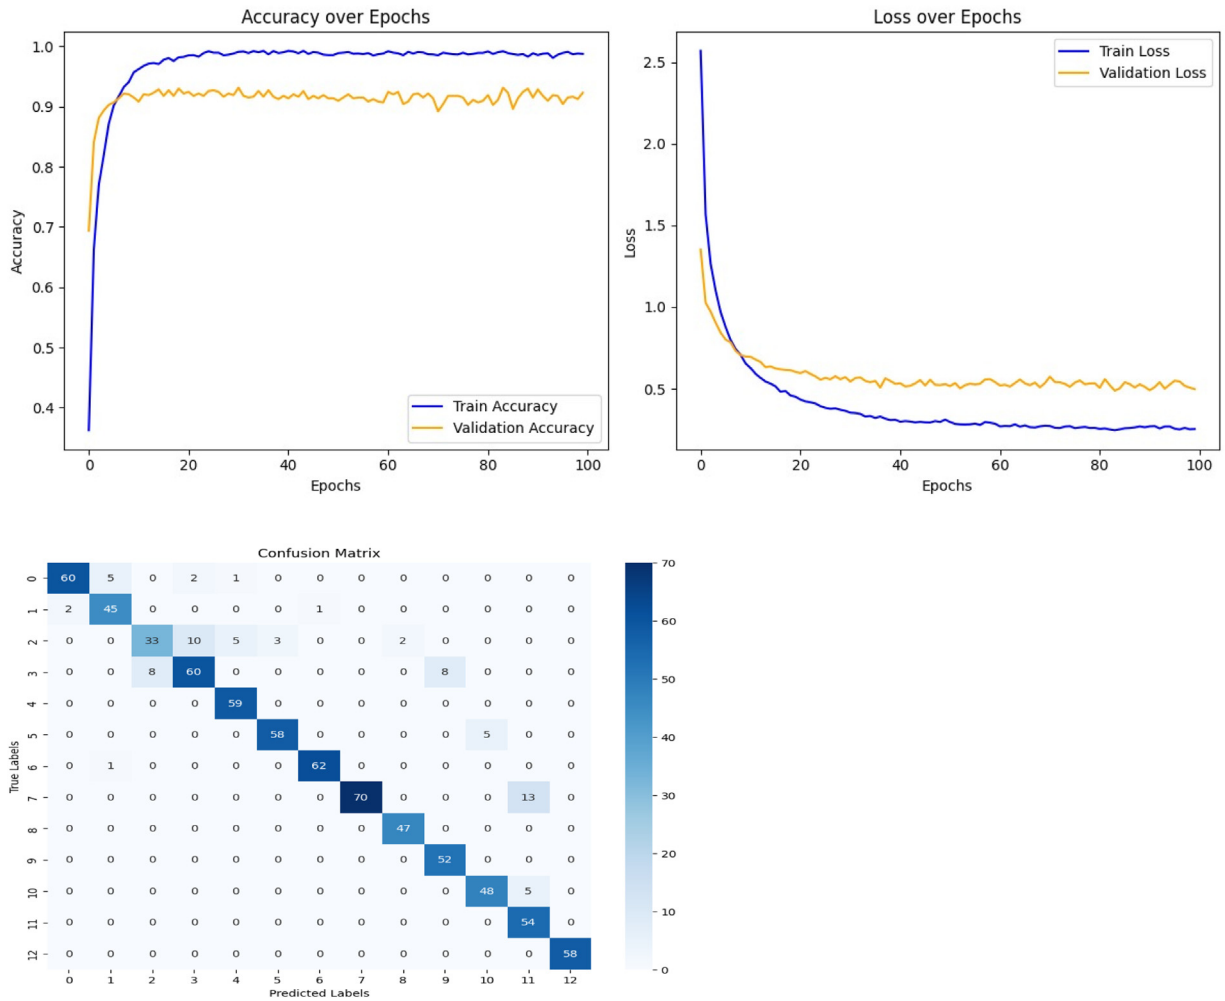 Accuracy over Epochs
1.0
0.9
0.8
0.7
0.6
0.5
0.4
Accuracy
Train Accuracy
Validation Accuracy
0 20 40 60 80 100
Epochs
Loss over Epochs
2.5
2.0
1.5
1.0
0.5
Loss
Train Loss
Validation Loss
0 20 40 60 80 100
Epochs
Confusion Matrix
True Labels
0 60 5 0 2 1 0 0 0 0 0 0 0 0
1 2 45 0 0 0 0 1 0 0 0 0 0 0
2 0 0 33 10 5 3 0 0 2 0 0 0 0
3 0 0 8 60 0 0 0 0 0 8 0 0 0
4 0 0 0 0 59 0 0 0 0 0 0 0 0
5 0 0 0 0 0 58 0 0 0 0 5 0 0
6 0 1 0 0 0 0 62 0 0 0 0 0 0
7 0 0 0 0 0 0 0 70 0 0 0 13 0
8 0 0 0 0 0 0 0 0 47 0 0 0 0
9 0 0 0 0 0 0 0 0 0 52 0 0 0
10 0 0 0 0 0 0 0 0 0 0 48 5 0
11 0 0 0 0 0 0 0 0 0 0 0 54 0
12 0 0 0 0 0 0 0 0 0 0 0 0 58
0 1 2 3 4 5 6 7 8 9 10 11 12
Predicted Labels
70
60
50
40
30
20
10
0